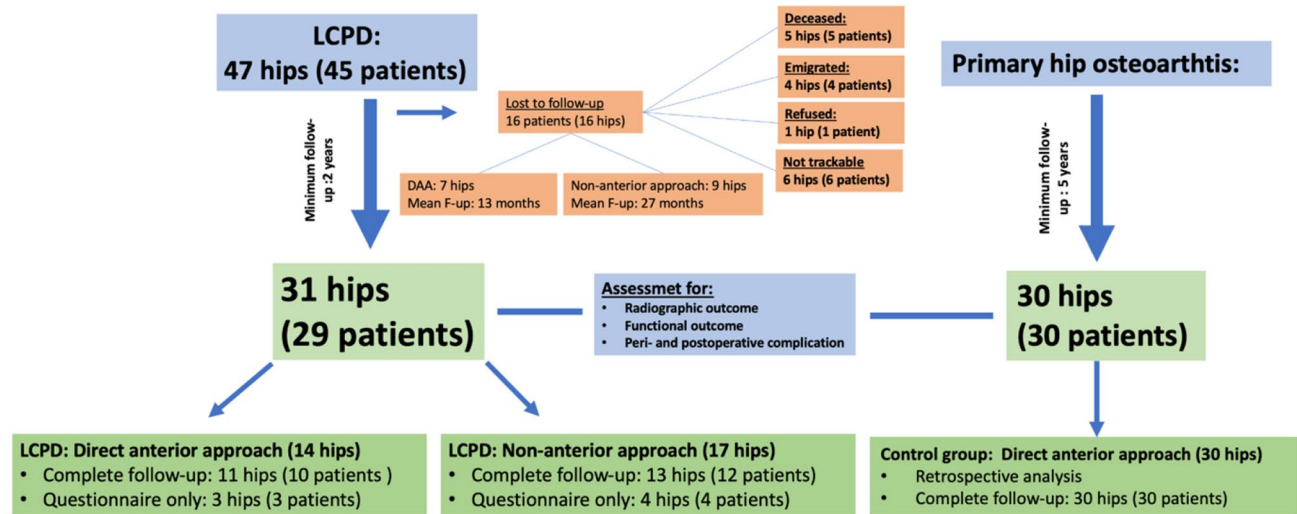 LCPD:
47 hips (45 patients)
Minimum follow-
up :2 years
Lost to follow-up
16 patients (16 hips)
Deceased:
5 hips (5 patients)
Emigrated:
4 hips (4 patients)
Refused:
1 hip (1 patient)
Not trackable
6 hips (6 patients)
DAA: 7 hips
Mean F-up: 13 months
Non-anterior approach: 9 hips
Mean F-up: 27 months
Primary hip osteoarthtis:
Minimum follow-
up : 5 years
31 hips
(29 patients)
Assessmet for:
• Radiographic outcome
• Functional outcome
• Peri- and postoperative complication
30 hips
(30 patients)
LCPD: Direct anterior approach (14 hips)
• Complete follow-up: 11 hips (10 patients )
• Questionnaire only: 3 hips (3 patients)
LCPD: Non-anterior approach (17 hips)
• Complete follow-up: 13 hips (12 patients)
• Questionnaire only: 4 hips (4 patients)
Control group: Direct anterior approach (30 hips)
• Retrospective analysis
• Complete follow-up: 30 hips (30 patients)